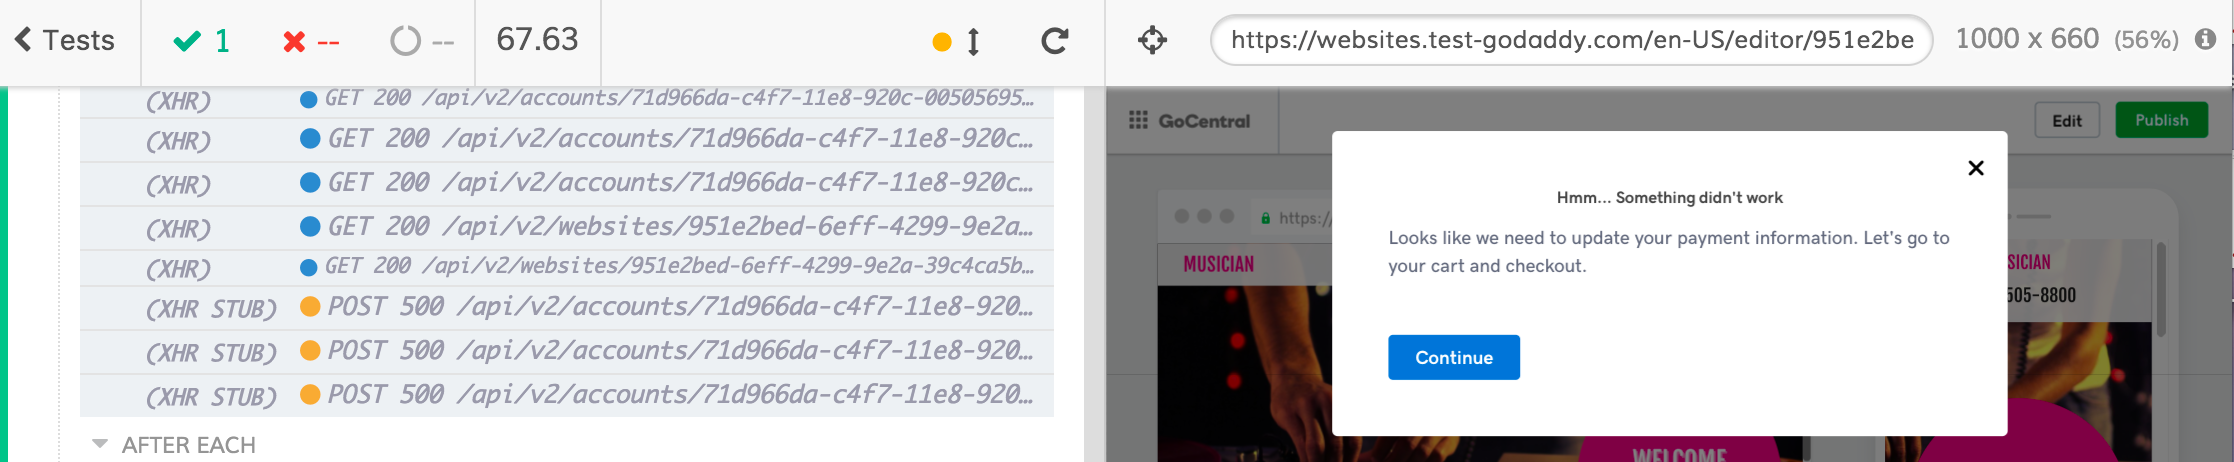 Tests 1 -- -- 67.63 https://websites.test-godaddy.com/en-US/editor/951e2be 1000 x 660 (56%)
(XHR) GET 200 /api/v2/accounts/71d966da-c4f7-11e8-920c-00505695...
(XHR) GET 200 /api/v2/accounts/71d966da-c4f7-11e8-920c...
(XHR) GET 200 /api/v2/accounts/71d966da-c4f7-11e8-920c...
(XHR) GET 200 /api/v2/websites/951e2bed-6eff-4299-9e2a...
(XHR) GET 200 /api/v2/websites/951e2bed-6eff-4299-9e2a-39c4ca5b...
(XHR STUB) POST 500 /api/v2/accounts/71d966da-c4f7-11e8-920...
(XHR STUB) POST 500 /api/v2/accounts/71d966da-c4f7-11e8-920...
(XHR STUB) POST 500 /api/v2/accounts/71d966da-c4f7-11e8-920...
AFTER EACH
GoCentral Edit Publish
https://
MUSICIAN
Hmm... Something didn't work
Looks like we need to update your payment information. Let's go to
your cart and checkout.
Continue
SICIAN
505-8800
WELCOME